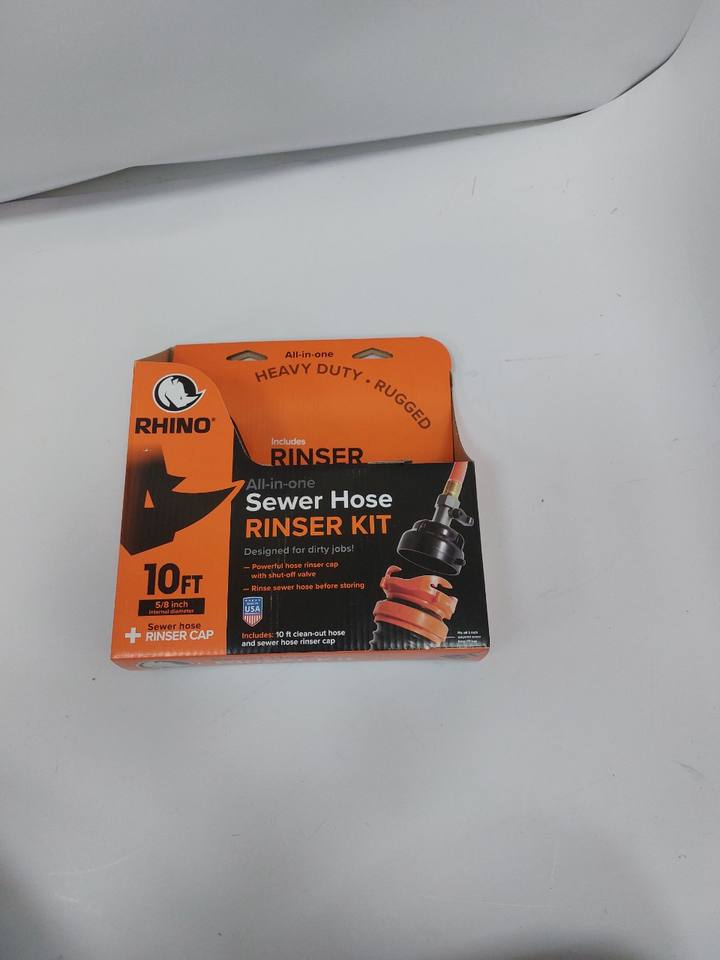 All-in-one
HEAVY DUTY • RUGGED
RHINO®
Includes
RINSER
All-in-one
Sewer Hose
RINSER KIT
Designed for dirty jobs!
— Powerful hose rinser cap
with shut-off valve
— Rinse sewer hose before storing
10FT
5/8 inch
internal diameter
Sewer hose
+ RINSER CAP
USA
Includes: 10 ft clean-out hose
and sewer hose rinser cap